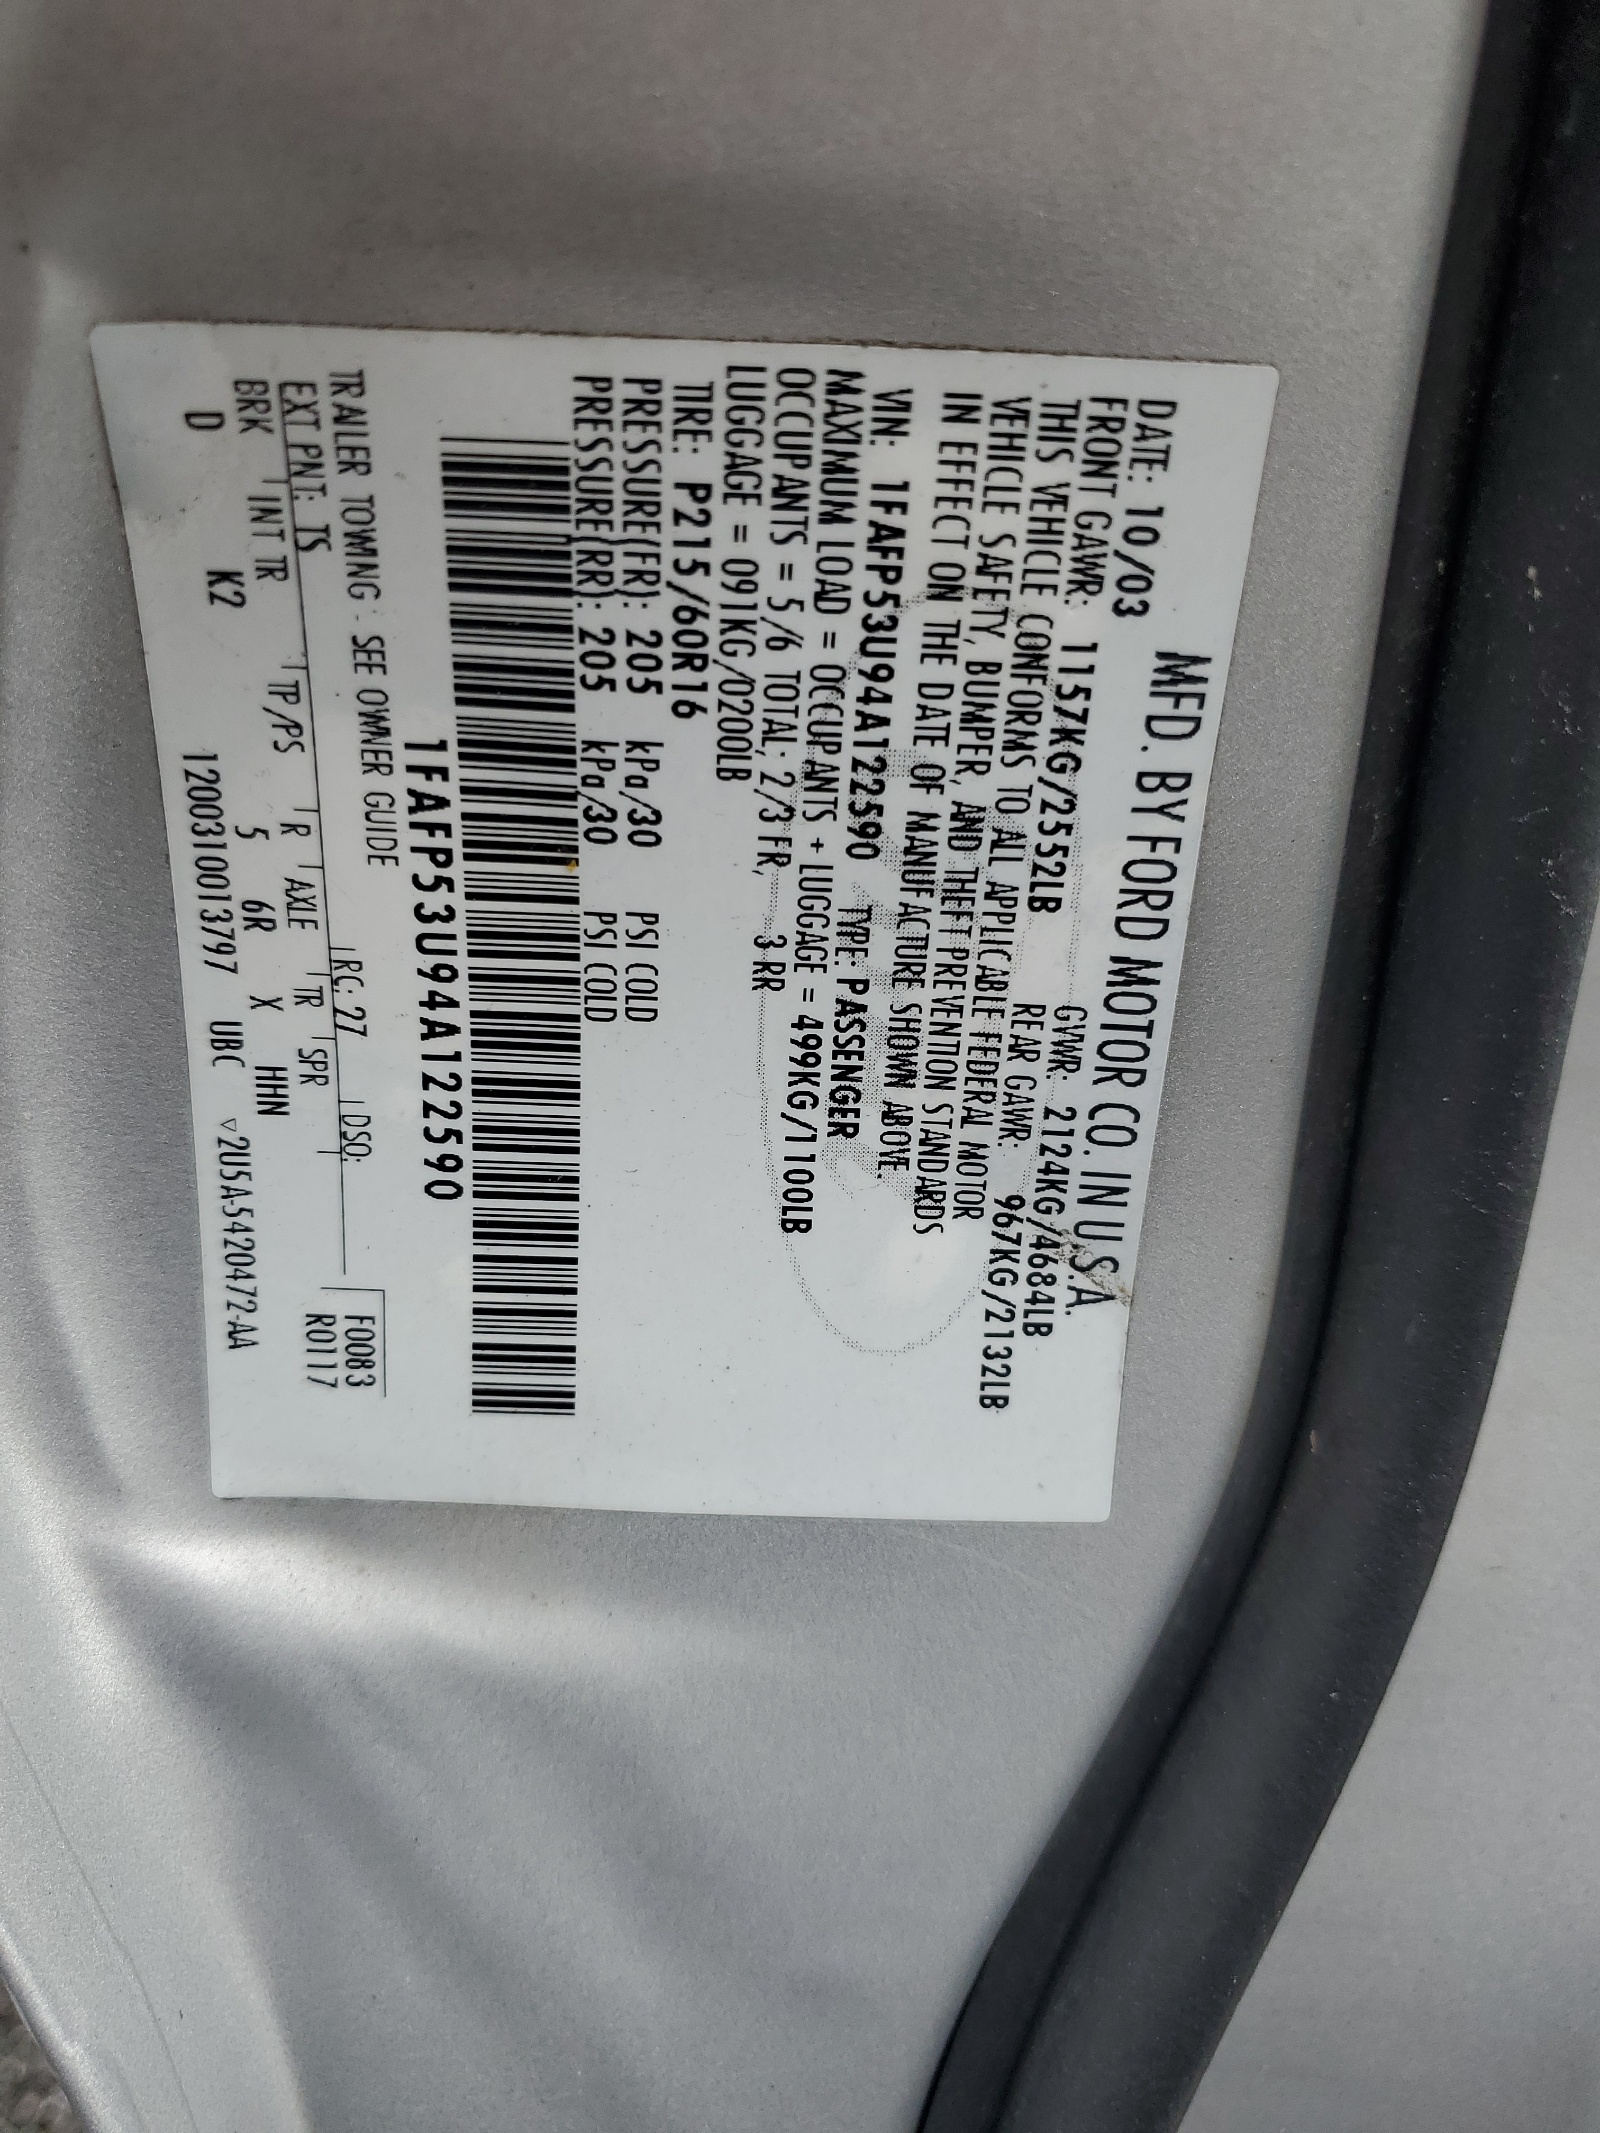 MFD. BY FORD MOTOR CO. IN U.S.A.
DATE: 10/03 GVWR: 2124KG/4684LB
FRONT GAWR: 1157KG/2552LB REAR GAWR: 967KG/2132LB
THIS VEHICLE CONFORMS TO ALL APPLICABLE FEDERAL MOTOR
VEHICLE SAFETY, BUMPER, AND THEFT PREVENTION STANDARDS
IN EFFECT ON THE DATE OF MANUFACTURE SHOWN ABOVE.
VIN: 1FAFP53U94A122590 TYPE: PASSENGER
MAXIMUM LOAD = OCCUPANTS + LUGGAGE = 499KG/1100LB
OCCUPANTS = 5/6 TOTAL; 2/3 FR, 3 RR
LUGGAGE = 091KG/0200LB
TIRE: P215/60R16
PRESSURE(FR): 205 kPa/30 PSI COLD
PRESSURE(RR): 205 kPa/30 PSI COLD
1FAFP53U94A122590
TRAILER TOWING : SEE OWNER GUIDE
F0083
R0117
EXT PNT: TS RC: 27 DSO:
BRK INT TR TP/PS R AXLE TR SPR
D K2 5 6R X HHN
1200310013797 UBC ▽2U5A-5420472-AA